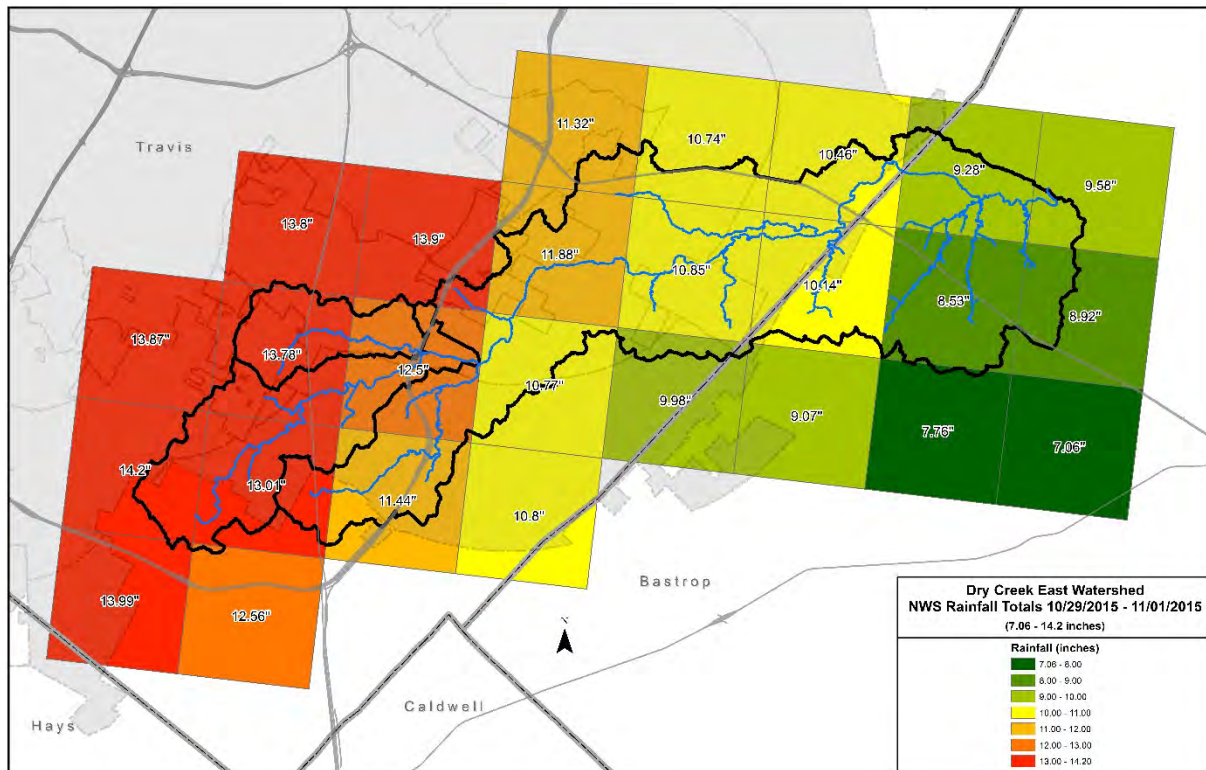 11.32"
10.74"
Travis
10.46"
9.28"
9.58"
13.8"
13.9"
11.88"
10.85"
10.14"
8.53"
8.92"
13.87"
13.78"
12.5"
10.77"
9.98"
9.07"
7.76"
7.06"
14.2"
13.01"
11.44"
10.8"
13.99"
12.56"
Bastrop
N
Caldwell
Hays
Dry Creek East Watershed
NWS Rainfall Totals 10/29/2015 - 11/01/2015
(7.06 - 14.2 inches)
Rainfall (inches)
7.06 - 8.00
8.00 - 9.00
9.00 - 10.00
10.00 - 11.00
11.00 - 12.00
12.00 - 13.00
13.00 - 14.20